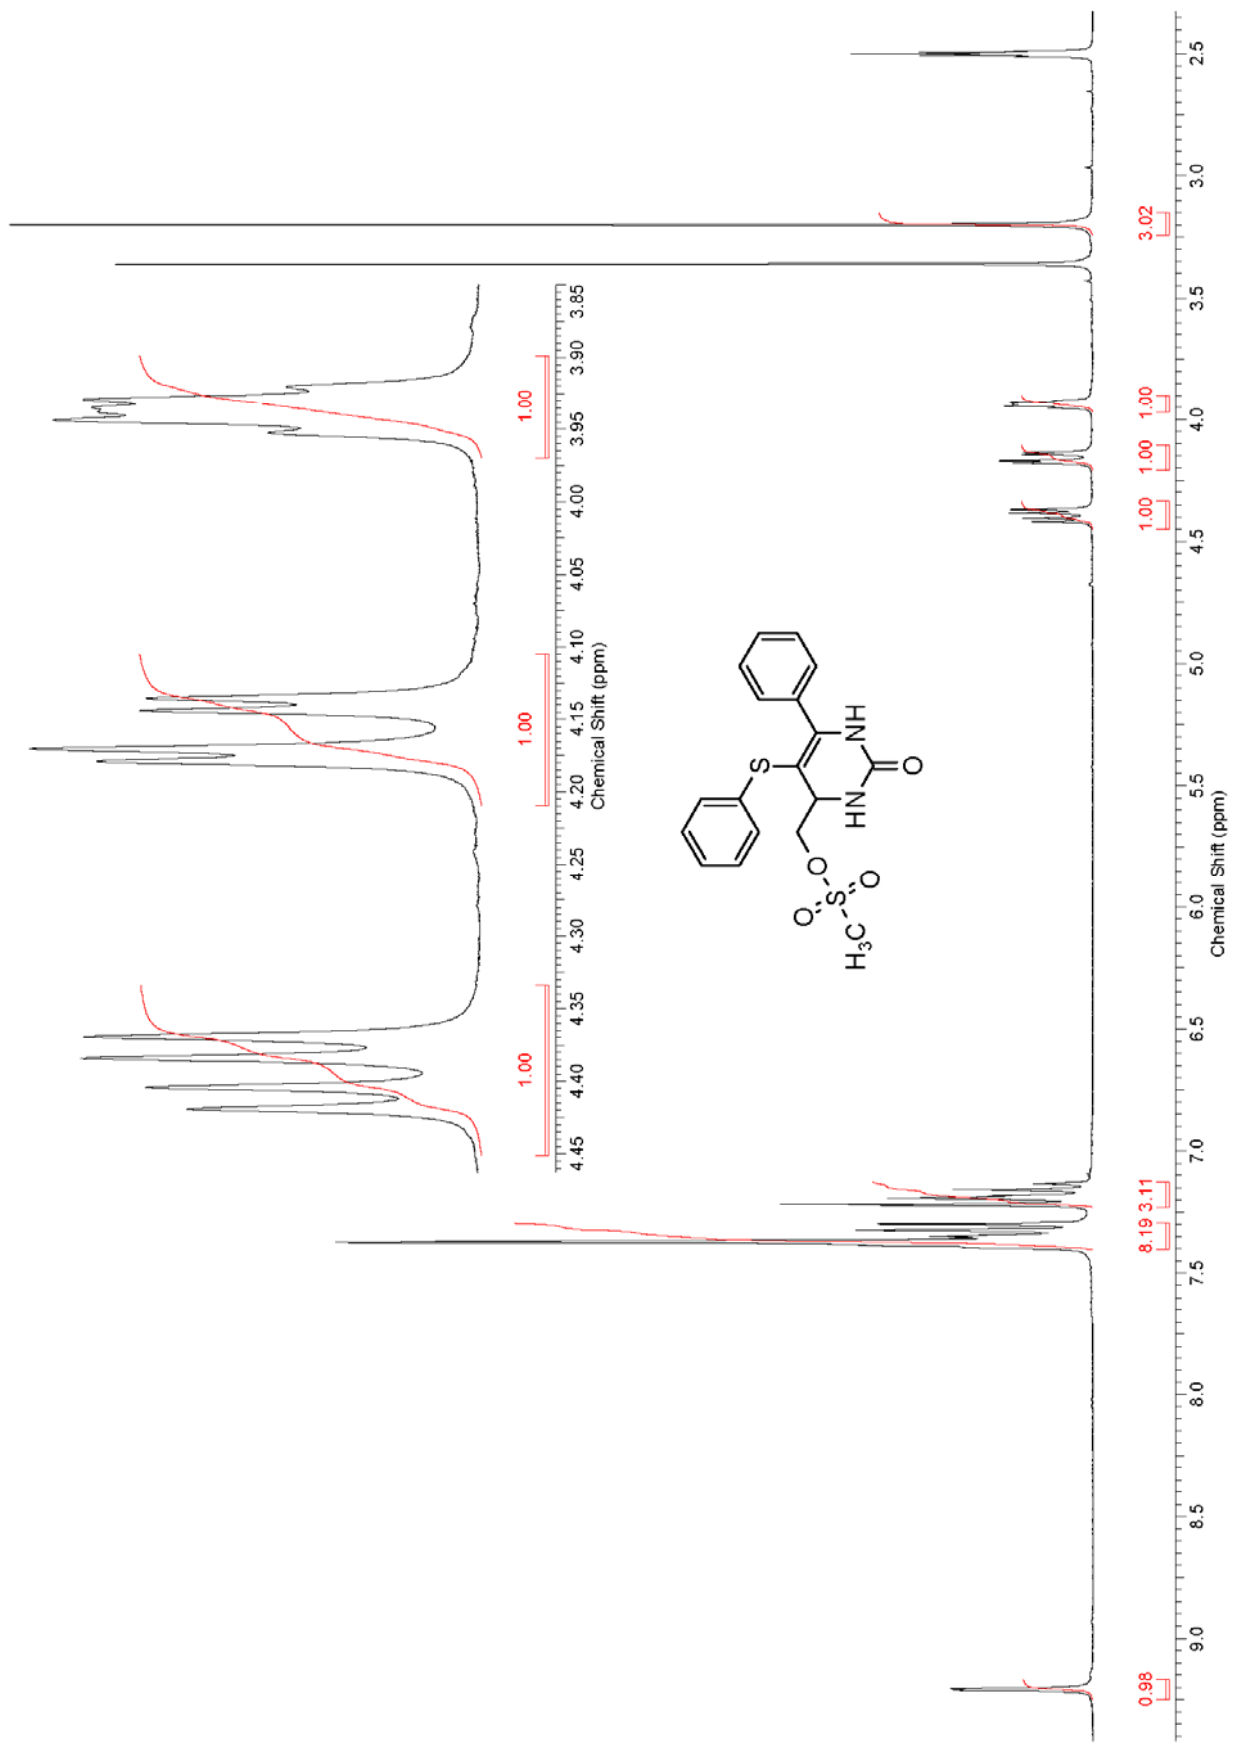 1.00 1.00 1.00
4.45 4.40 4.35 4.30 4.25 4.20 4.15 4.10 4.05 4.00 3.95 3.90 3.85
Chemical Shift (ppm)
S
O O
S
H₃C O HN NH
O
0.98 8.19 3.11 1.00 1.00 1.00 3.02
9.0 8.5 8.0 7.5 7.0 6.5 6.0 5.5 5.0 4.5 4.0 3.5 3.0 2.5
Chemical Shift (ppm)